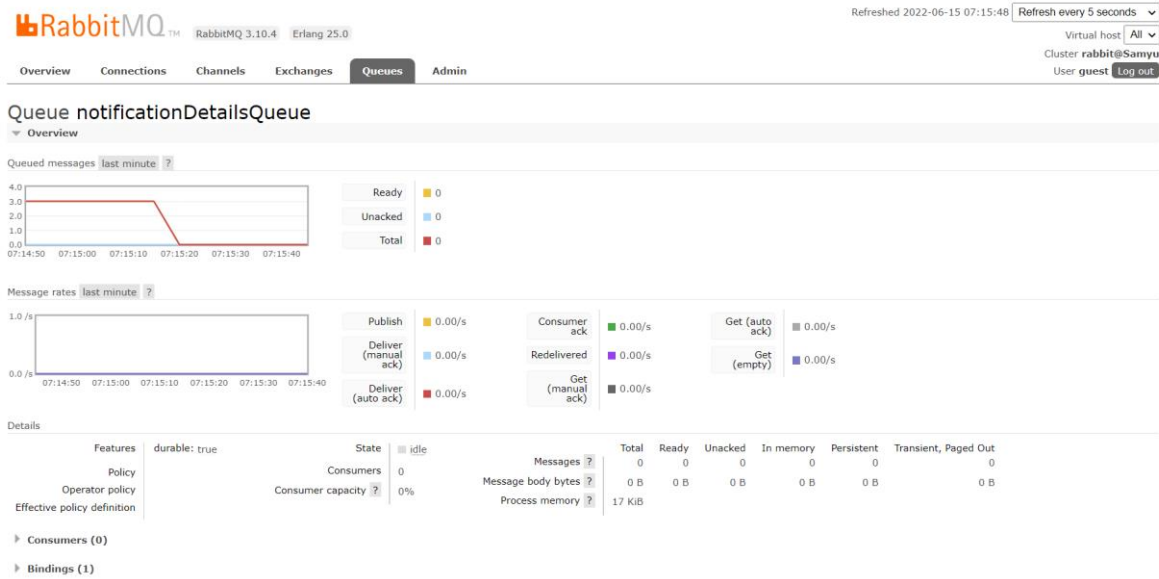 Refreshed 2022-06-15 07:15:48 Refresh every 5 seconds
RabbitMQ TM RabbitMQ 3.10.4 Erlang 25.0
Virtual host All
Cluster rabbit@Samyu
User guest Log out
Overview Connections Channels Exchanges Queues Admin
Queue notificationDetailsQueue
Overview
Queued messages last minute ?
4.0
3.0
2.0
1.0
0.0
07:14:50 07:15:00 07:15:10 07:15:20 07:15:30 07:15:40
Ready 0
Unacked 0
Total 0
Message rates last minute ?
1.0 /s
0.0 /s
07:14:50 07:15:00 07:15:10 07:15:20 07:15:30 07:15:40
Publish 0.00/s
Deliver (manual ack) 0.00/s
Deliver (auto ack) 0.00/s
Consumer ack 0.00/s
Redelivered 0.00/s
Get (manual ack) 0.00/s
Get (auto ack) 0.00/s
Get (empty) 0.00/s
Details
Features durable: true
Policy
Operator policy
Effective policy definition
State idle
Consumers 0
Consumer capacity ? 0%
Total Ready Unacked In memory Persistent Transient, Paged Out
Messages ? 0 0 0 0 0 0
Message body bytes ? 0 B 0 B 0 B 0 B 0 B 0 B
Process memory ? 17 KiB
Consumers (0)
Bindings (1)